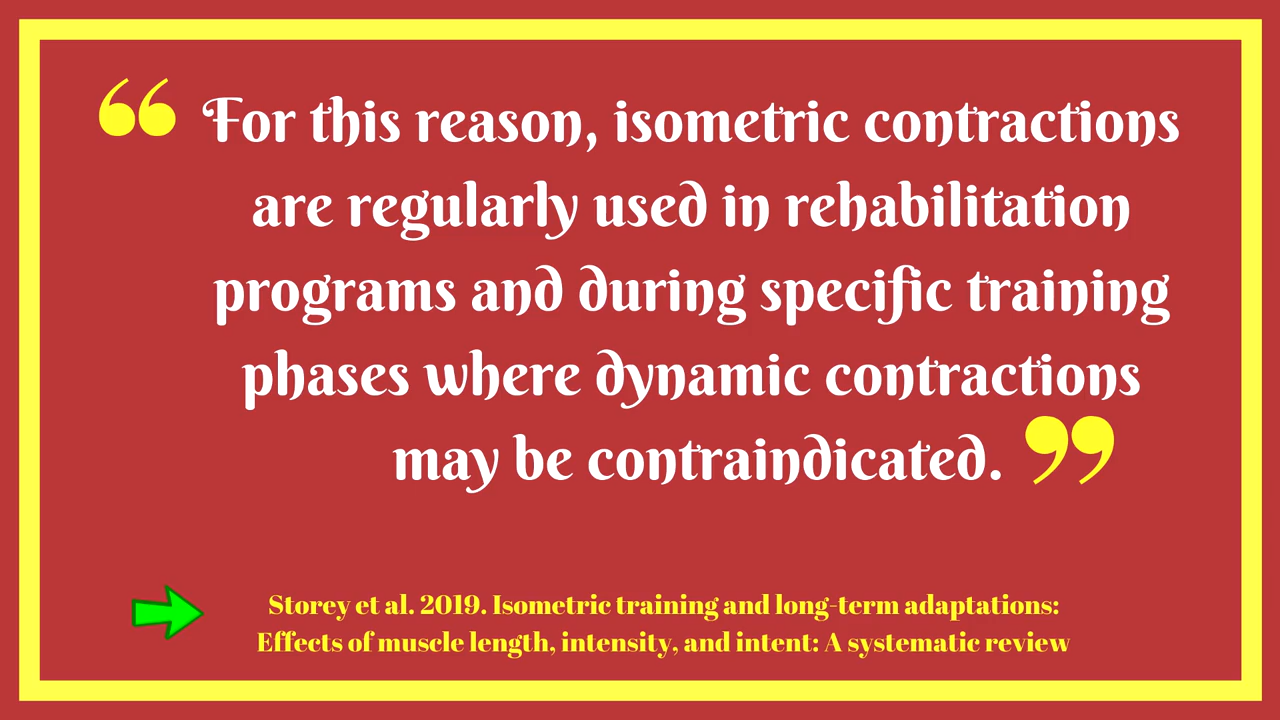 “For this reason, isometric contractions
are regularly used in rehabilitation
programs and during specific training
phases where dynamic contractions
may be contraindicated.”
Storey et al. 2019. Isometric training and long-term adaptations:
Effects of muscle length, intensity, and intent: A systematic review